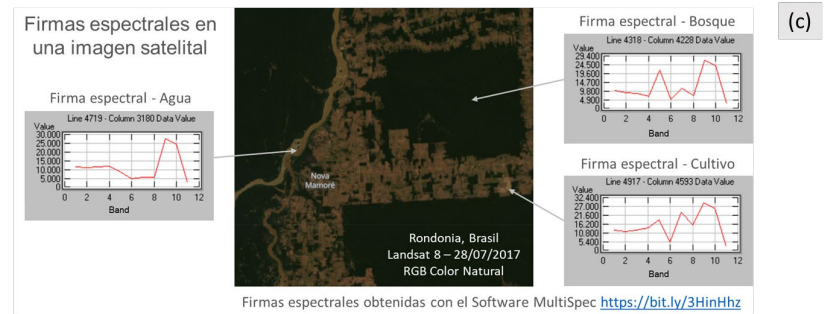 Firmas espectrales en
una imagen satelital
(c)
Firma espectral - Agua
Line 4719 - Column 3180 Data Value
Value
30.000
25.000
20.000
15.000
10.000
5.000
0
0 2 4 6 8 10 12
Band
Nova
Mamoré
Rondonia, Brasil
Landsat 8 – 28/07/2017
RGB Color Natural
Firma espectral - Bosque
Line 4318 - Column 4228 Data Value
Value
29.400
24.500
19.600
14.700
9.800
4.900
0
0 2 4 6 8 10 12
Band
Firma espectral - Cultivo
Line 4917 - Column 4593 Data Value
Value
32.400
27.000
21.600
16.200
10.800
5.400
0
0 2 4 6 8 10 12
Band
Firmas espectrales obtenidas con el Software MultiSpec https://bit.ly/3HinHhz